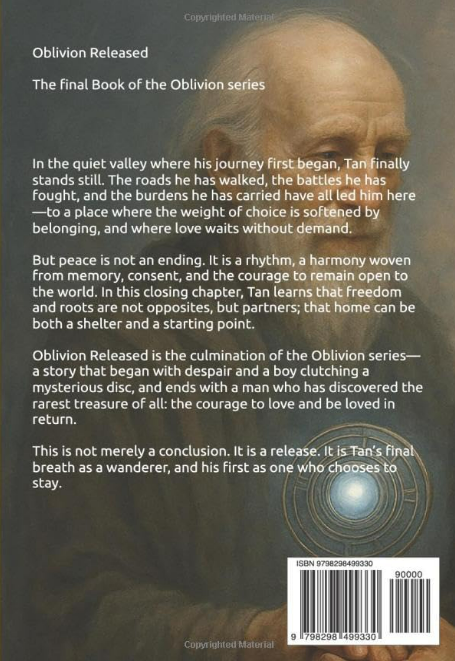 Copyrighted Material
Oblivion Released
The final Book of the Oblivion series
In the quiet valley where his journey first began, Tan finally
stands still. The roads he has walked, the battles he has
fought, and the burdens he has carried have all led him here
—to a place where the weight of choice is softened by
belonging, and where love waits without demand.
But peace is not an ending. It is a rhythm, a harmony woven
from memory, consent, and the courage to remain open to
the world. In this closing chapter, Tan learns that freedom
and roots are not opposites, but partners; that home can be
both a shelter and a starting point.
Oblivion Released is the culmination of the Oblivion series—
a story that began with despair and a boy clutching a
mysterious disc, and ends with a man who has discovered the
rarest treasure of all: the courage to love and be loved in
return.
This is not merely a conclusion. It is a release. It is Tan's final
breath as a wanderer, and his first as one who chooses to
stay.
ISBN 9798298499330
90000
9 798298 499330
Copyrighted Material